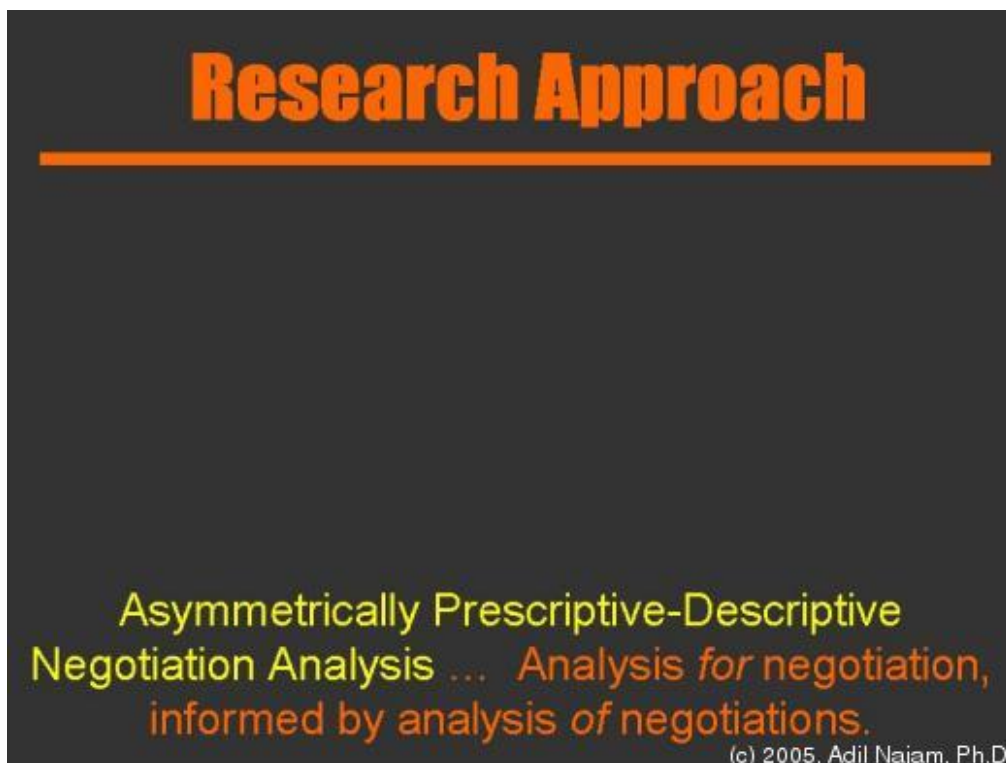 Research Approach
Asymmetrically Prescriptive-Descriptive
Negotiation Analysis ... Analysis for negotiation,
informed by analysis of negotiations.
(c) 2005, Adil Najam, Ph.D